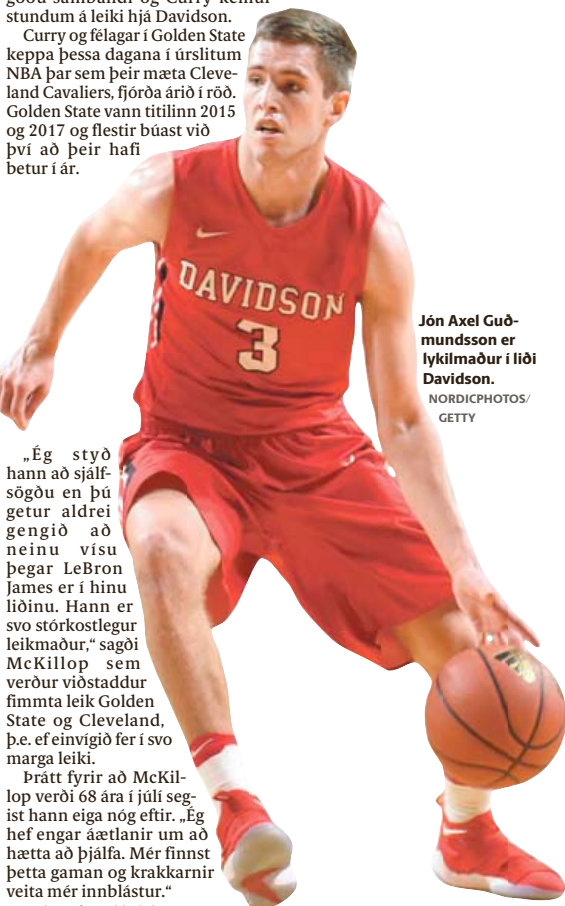 góðu sambandi og Curry kemur
stundum á leiki hjá Davidson.
Curry og félagar í Golden State
keppa þessa dagana í úrslitum
NBA þar sem þeir mæta Cleve-
land Cavaliers, fjórða árið í röð.
Golden State vann titilinn 2015
og 2017 og flestir búast við
því að þeir hafi
betur í ár.
DAVIDSON
3
Jón Axel Guð-
mundsson er
lykilmaður í liði
Davidson.
NORDICPHOTOS/
GETTY
„Ég styð
hann að sjálf-
sögðu en þú
getur aldrei
gengið að
neinu vísu
þegar LeBron
James er í hinu
liðinu. Hann er
svo stórkostlegur
leikmaður,“ sagði
McKillop sem
verður viðstaddur
fimmta leik Golden
State og Cleveland,
þ.e. ef einvígið fer í svo
marga leiki.
Þrátt fyrir að McKil-
lop verði 68 ára í júlí seg-
ist hann eiga nóg eftir. „Ég
hef engar áætlanir um að
hætta að þjálfa. Mér finnst
þetta gaman og krakkarnir
veita mér innblástur.“